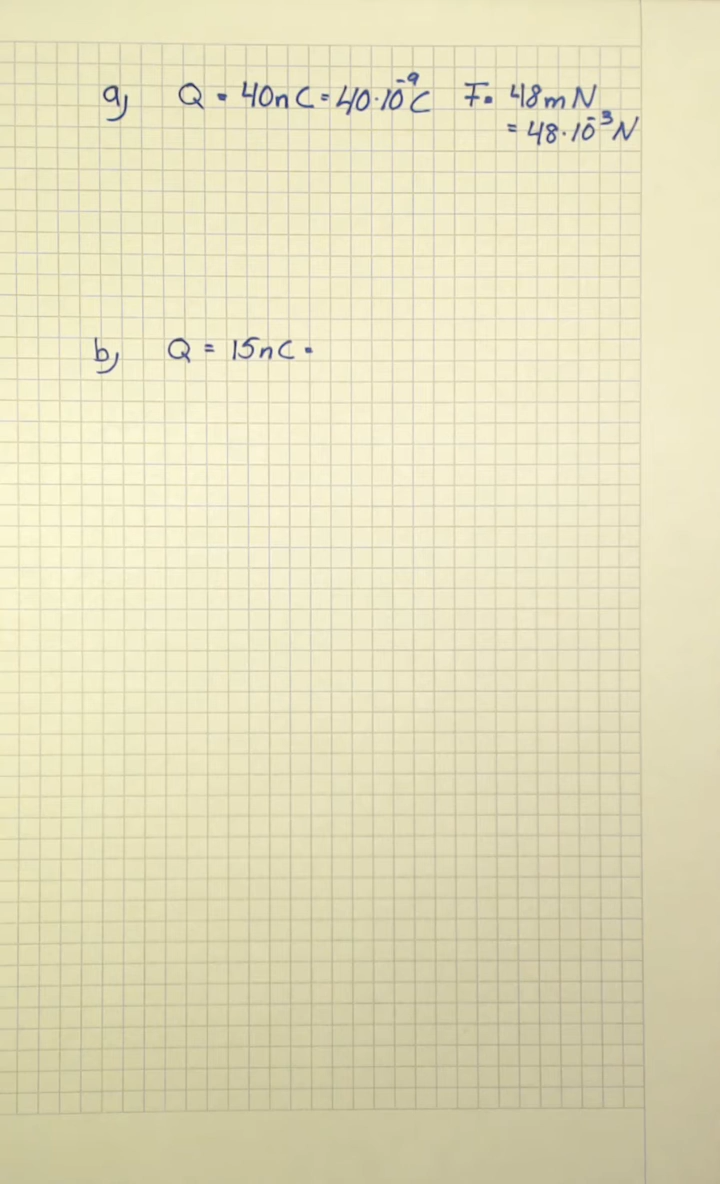 a) Q = 40nC = 40·10⁻⁹C F = 48mN
= 48·10⁻³N
b) Q = 15nC =